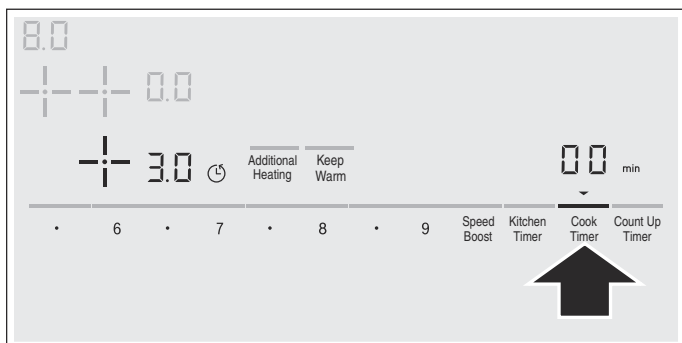 8.0
0.0
3.0 Additional Heating Keep Warm 00 min
· 6 · 7 · 8 · 9 Speed Boost Kitchen Timer Cook Timer Count Up Timer